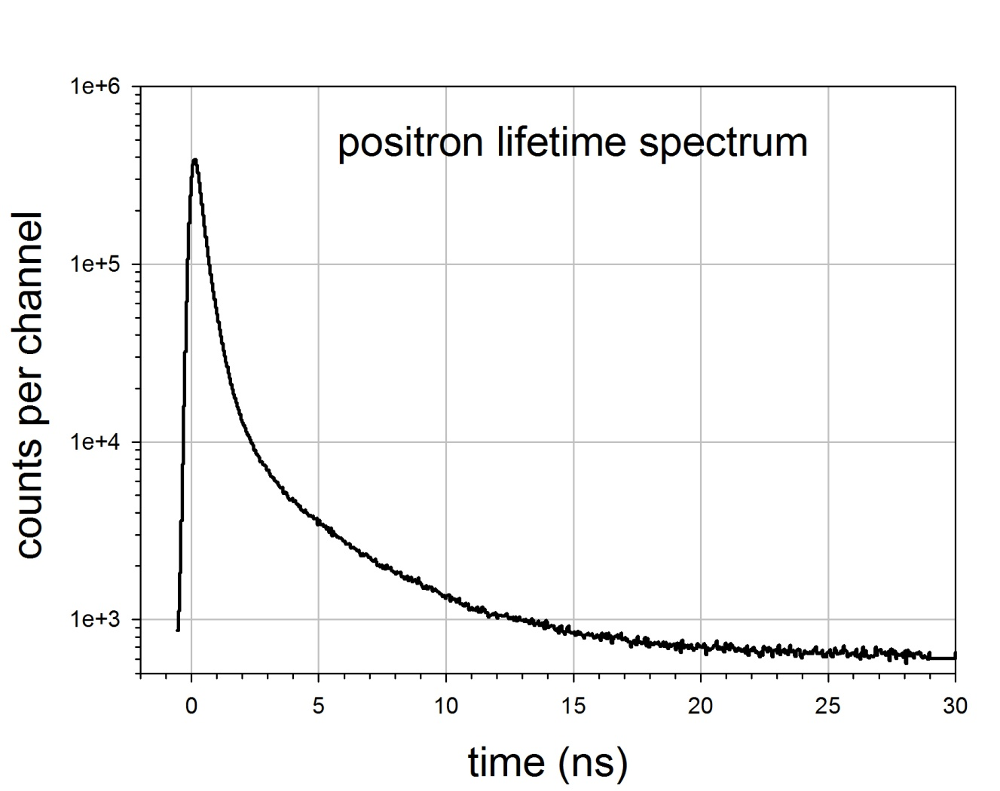 positron lifetime spectrum
counts per channel
1e+6
1e+5
1e+4
1e+3
0 5 10 15 20 25 30
time (ns)